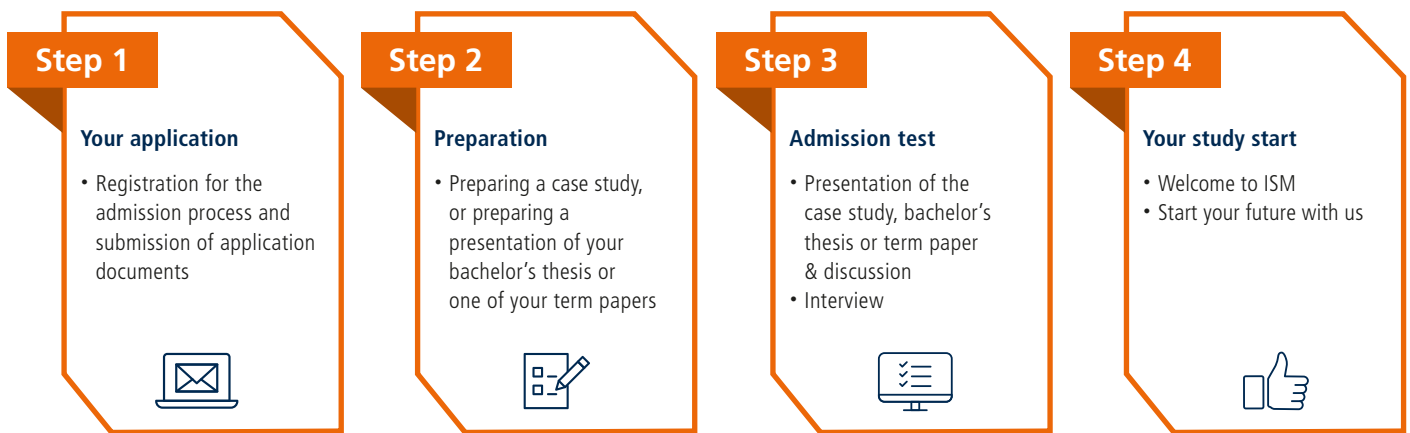 Step 1
Your application
• Registration for the
admission process and
submission of application
documents
Step 2
Preparation
• Preparing a case study,
or preparing a
presentation of your
bachelor’s thesis or
one of your term papers
Step 3
Admission test
• Presentation of the
case study, bachelor’s
thesis or term paper
& discussion
• Interview
Step 4
Your study start
• Welcome to ISM
• Start your future with us